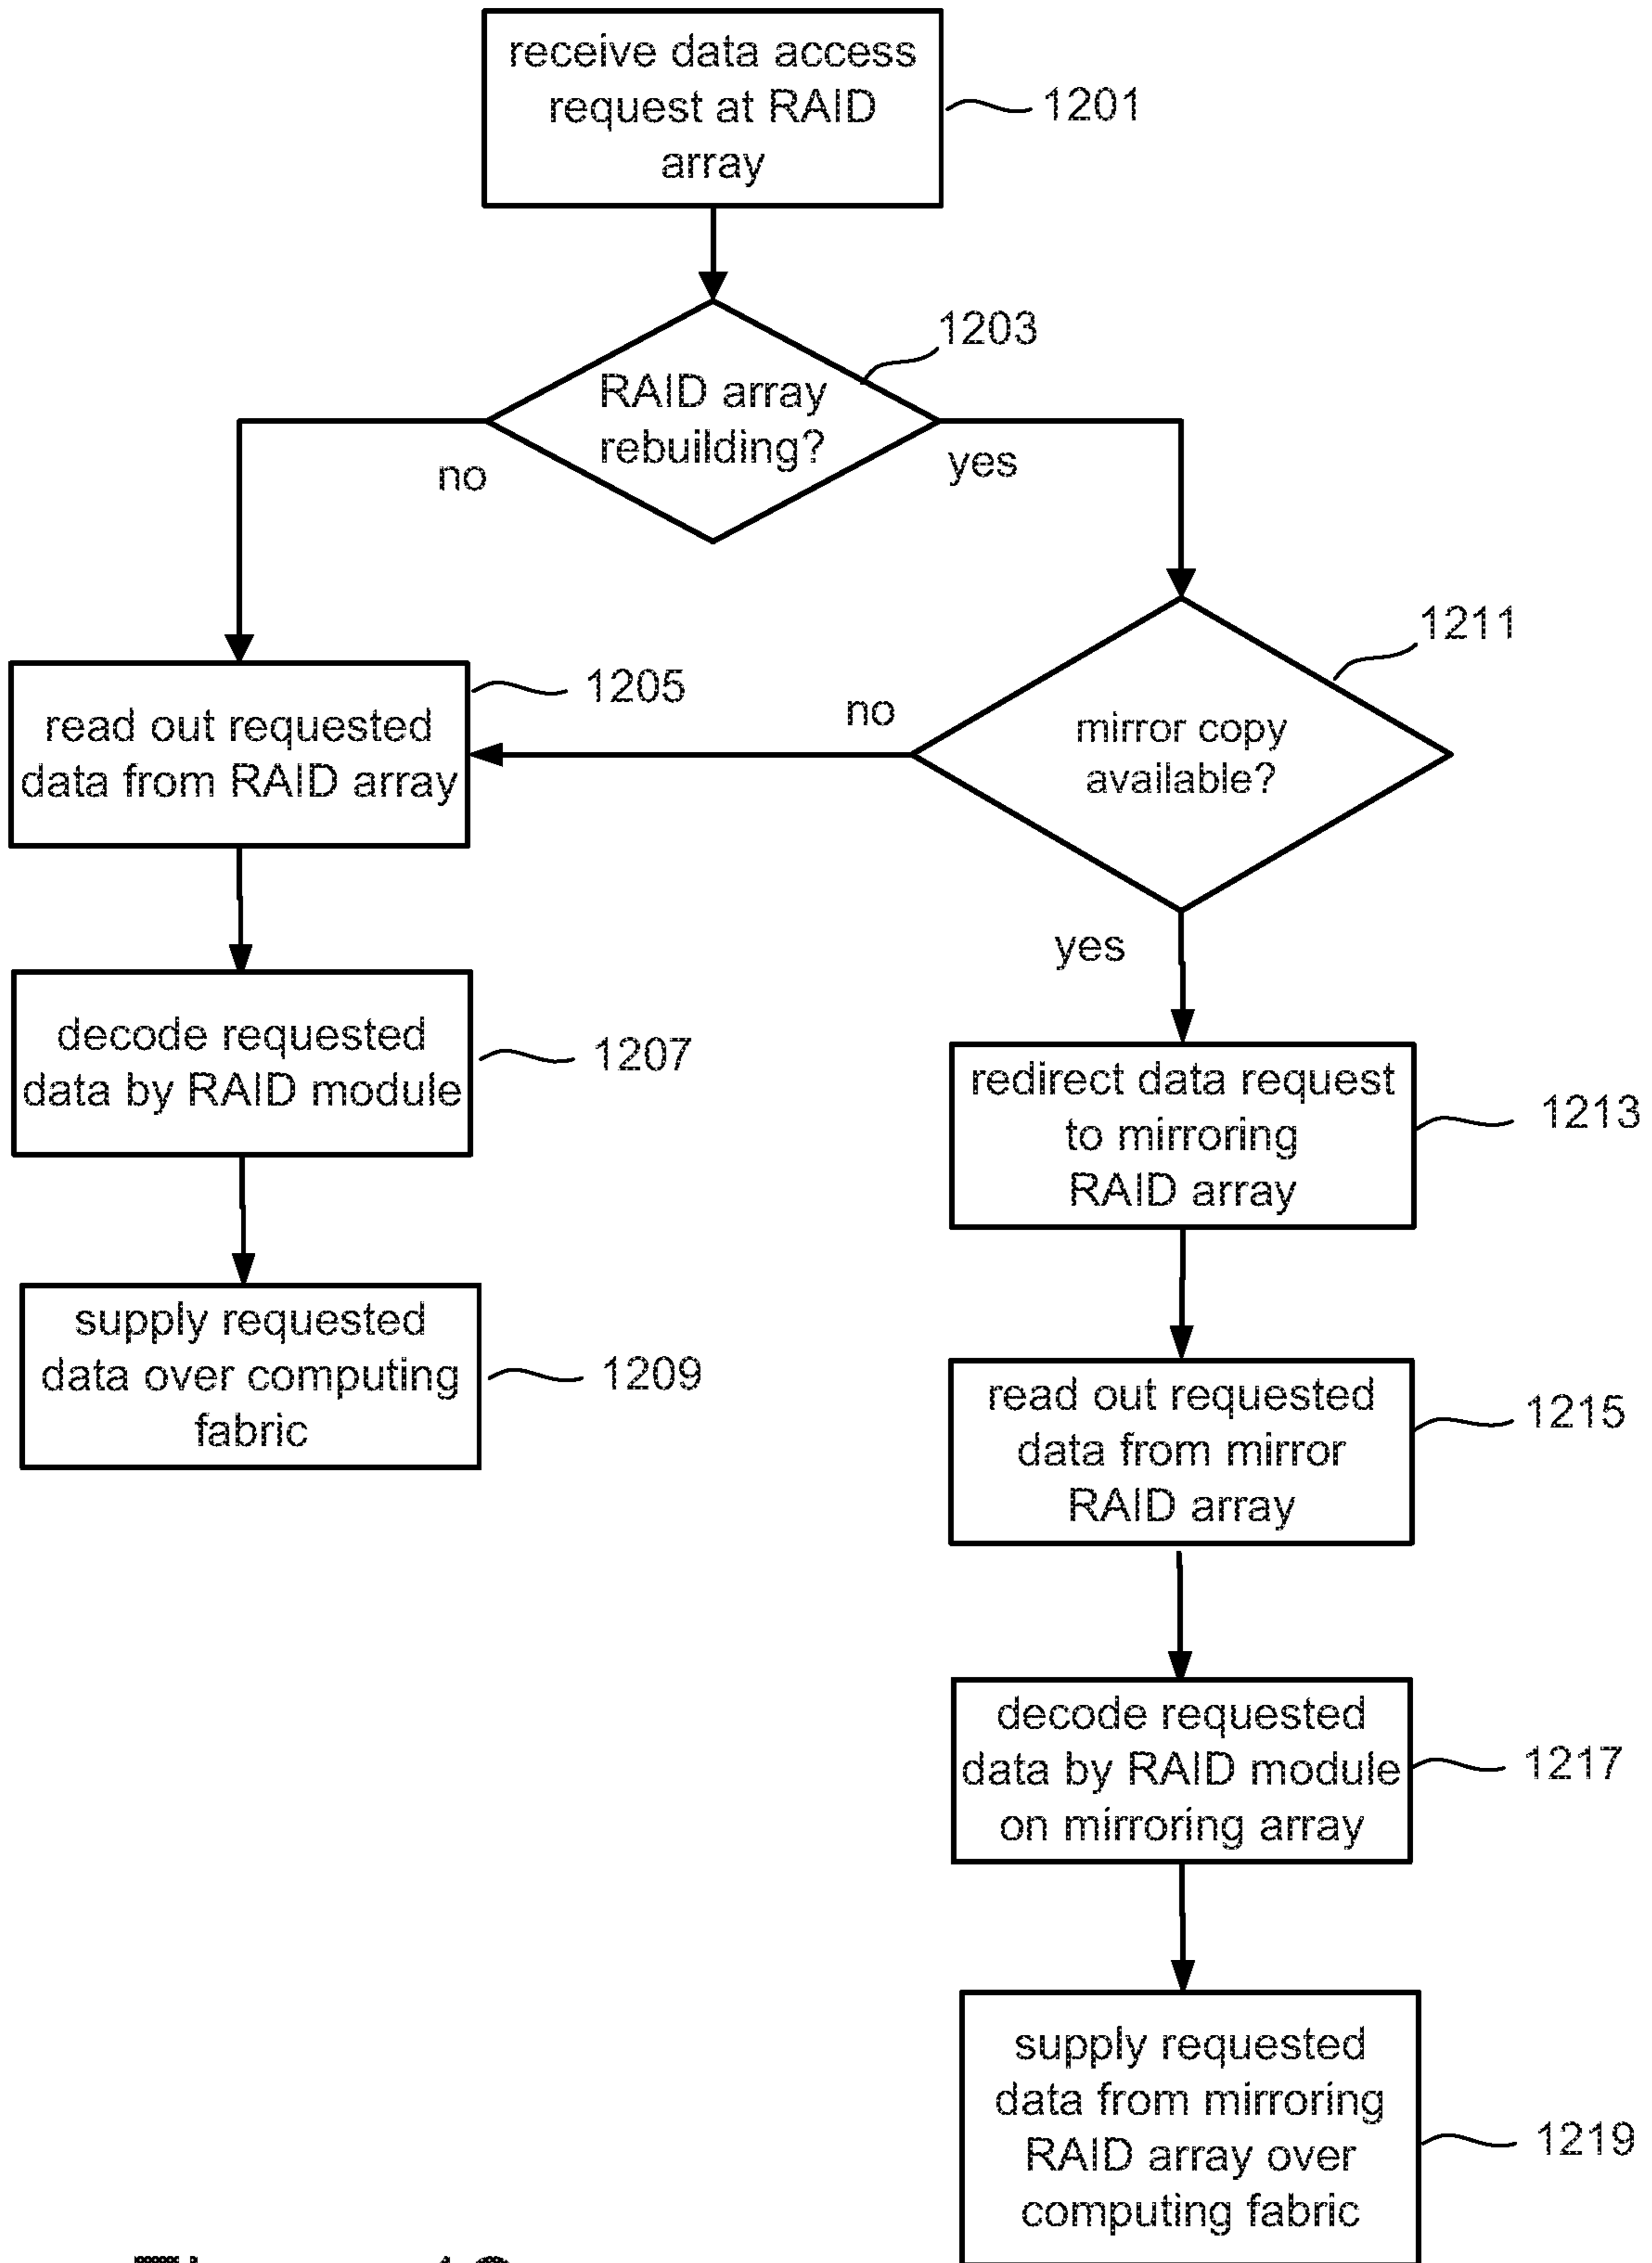 receive data access
request at RAID
array
1201
1203
RAID array
rebuilding?
no
yes
1211
1205
read out requested
data from RAID array
no
mirror copy
available?
yes
decode requested
data by RAID module
1207
redirect data request
to mirroring
RAID array
1213
supply requested
data over computing
fabric
1209
read out requested
data from mirror
RAID array
1215
decode requested
data by RAID module
on mirroring array
1217
supply requested
data from mirroring
RAID array over
computing fabric
1219